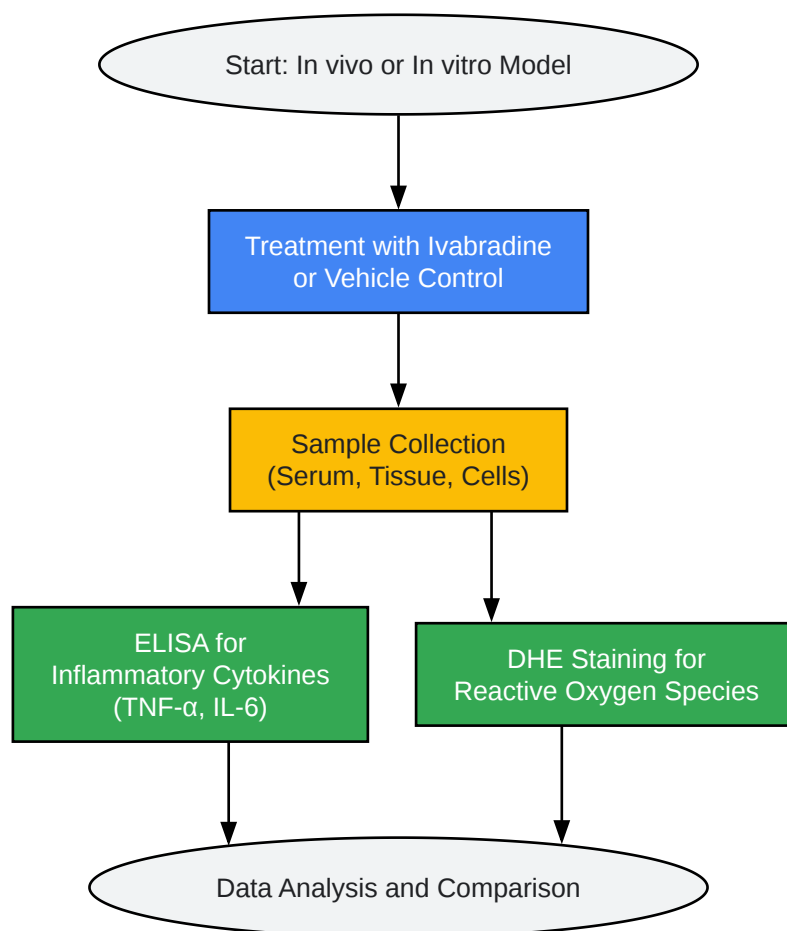 Start: In vivo or In vitro Model
Treatment with Ivabradine
or Vehicle Control
Sample Collection
(Serum, Tissue, Cells)
ELISA for
Inflammatory Cytokines
(TNF-α, IL-6)
DHE Staining for
Reactive Oxygen Species
Data Analysis and Comparison